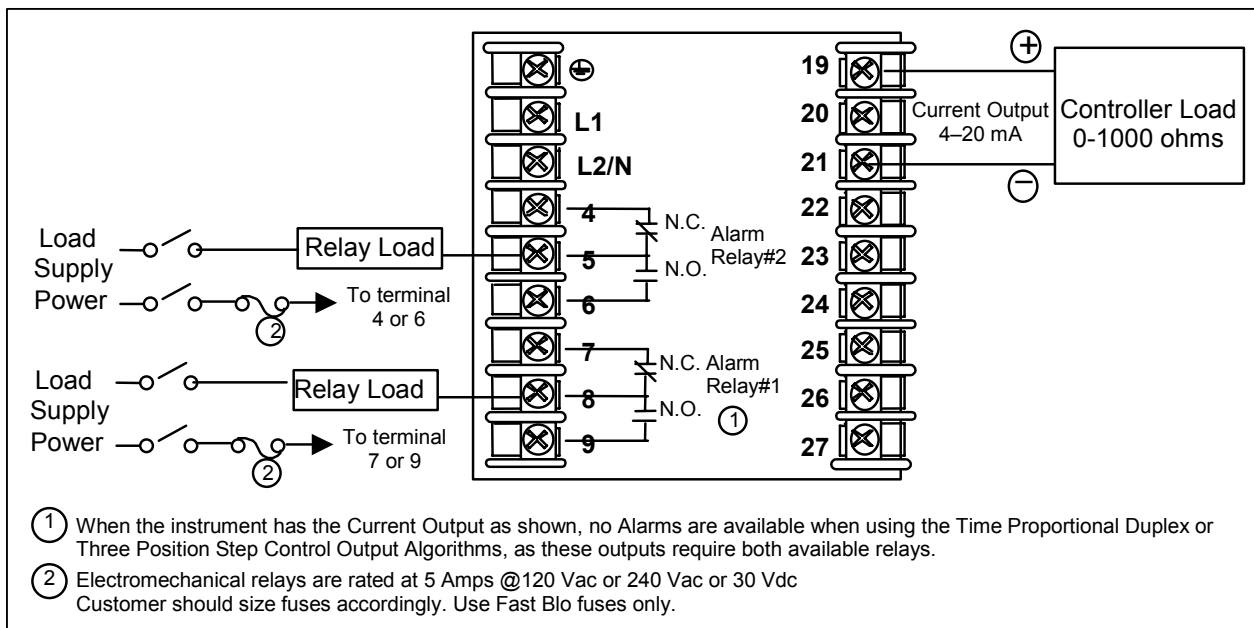 19
+
L1
20
Current Output
4–20 mA
Controller Load
0-1000 ohms
L2/N
21
−
4
N.C.
Alarm
Relay#2
22
Load
Supply
Power
Relay Load
5
N.O.
23
2
To terminal
4 or 6
6
24
7
N.C.
Alarm
Relay#1
25
Load
Supply
Power
Relay Load
8
N.O.
1
26
2
To terminal
7 or 9
9
27
1 When the instrument has the Current Output as shown, no Alarms are available when using the Time Proportional Duplex or
Three Position Step Control Output Algorithms, as these outputs require both available relays.
2 Electromechanical relays are rated at 5 Amps @120 Vac or 240 Vac or 30 Vdc
Customer should size fuses accordingly. Use Fast Blo fuses only.